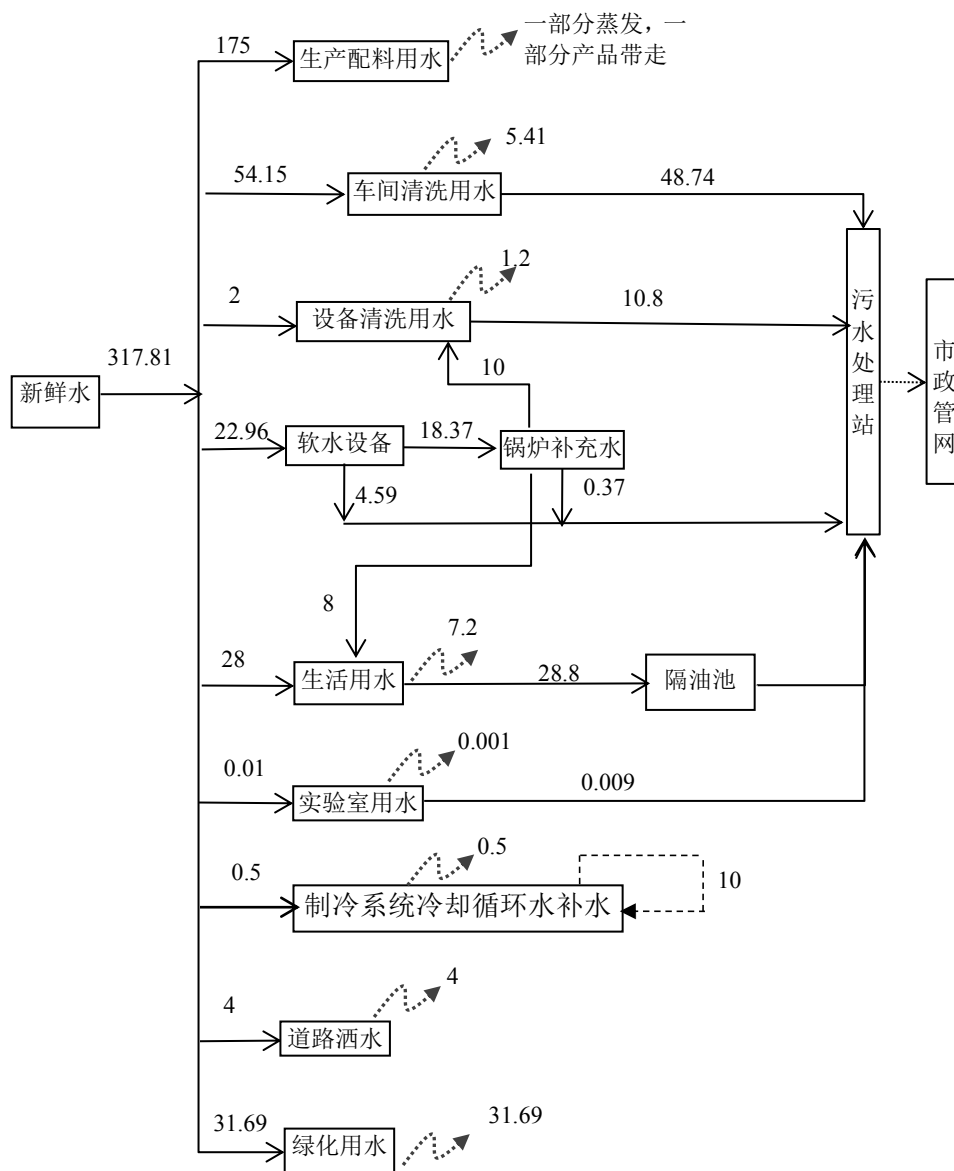 一部分蒸发，一
部分产品带走
175
生产配料用水
5.41
54.15
车间清洗用水
48.74
1.2
2
设备清洗用水
10.8
污水处理站
市政管网
317.81
新鲜水
10
22.96
软水设备
18.37
锅炉补充水
4.59
0.37
8
7.2
28
生活用水
28.8
隔油池
0.001
0.01
实验室用水
0.009
0.5
0.5
制冷系统冷却循环水补水
10
4
4
道路洒水
31.69
31.69
绿化用水